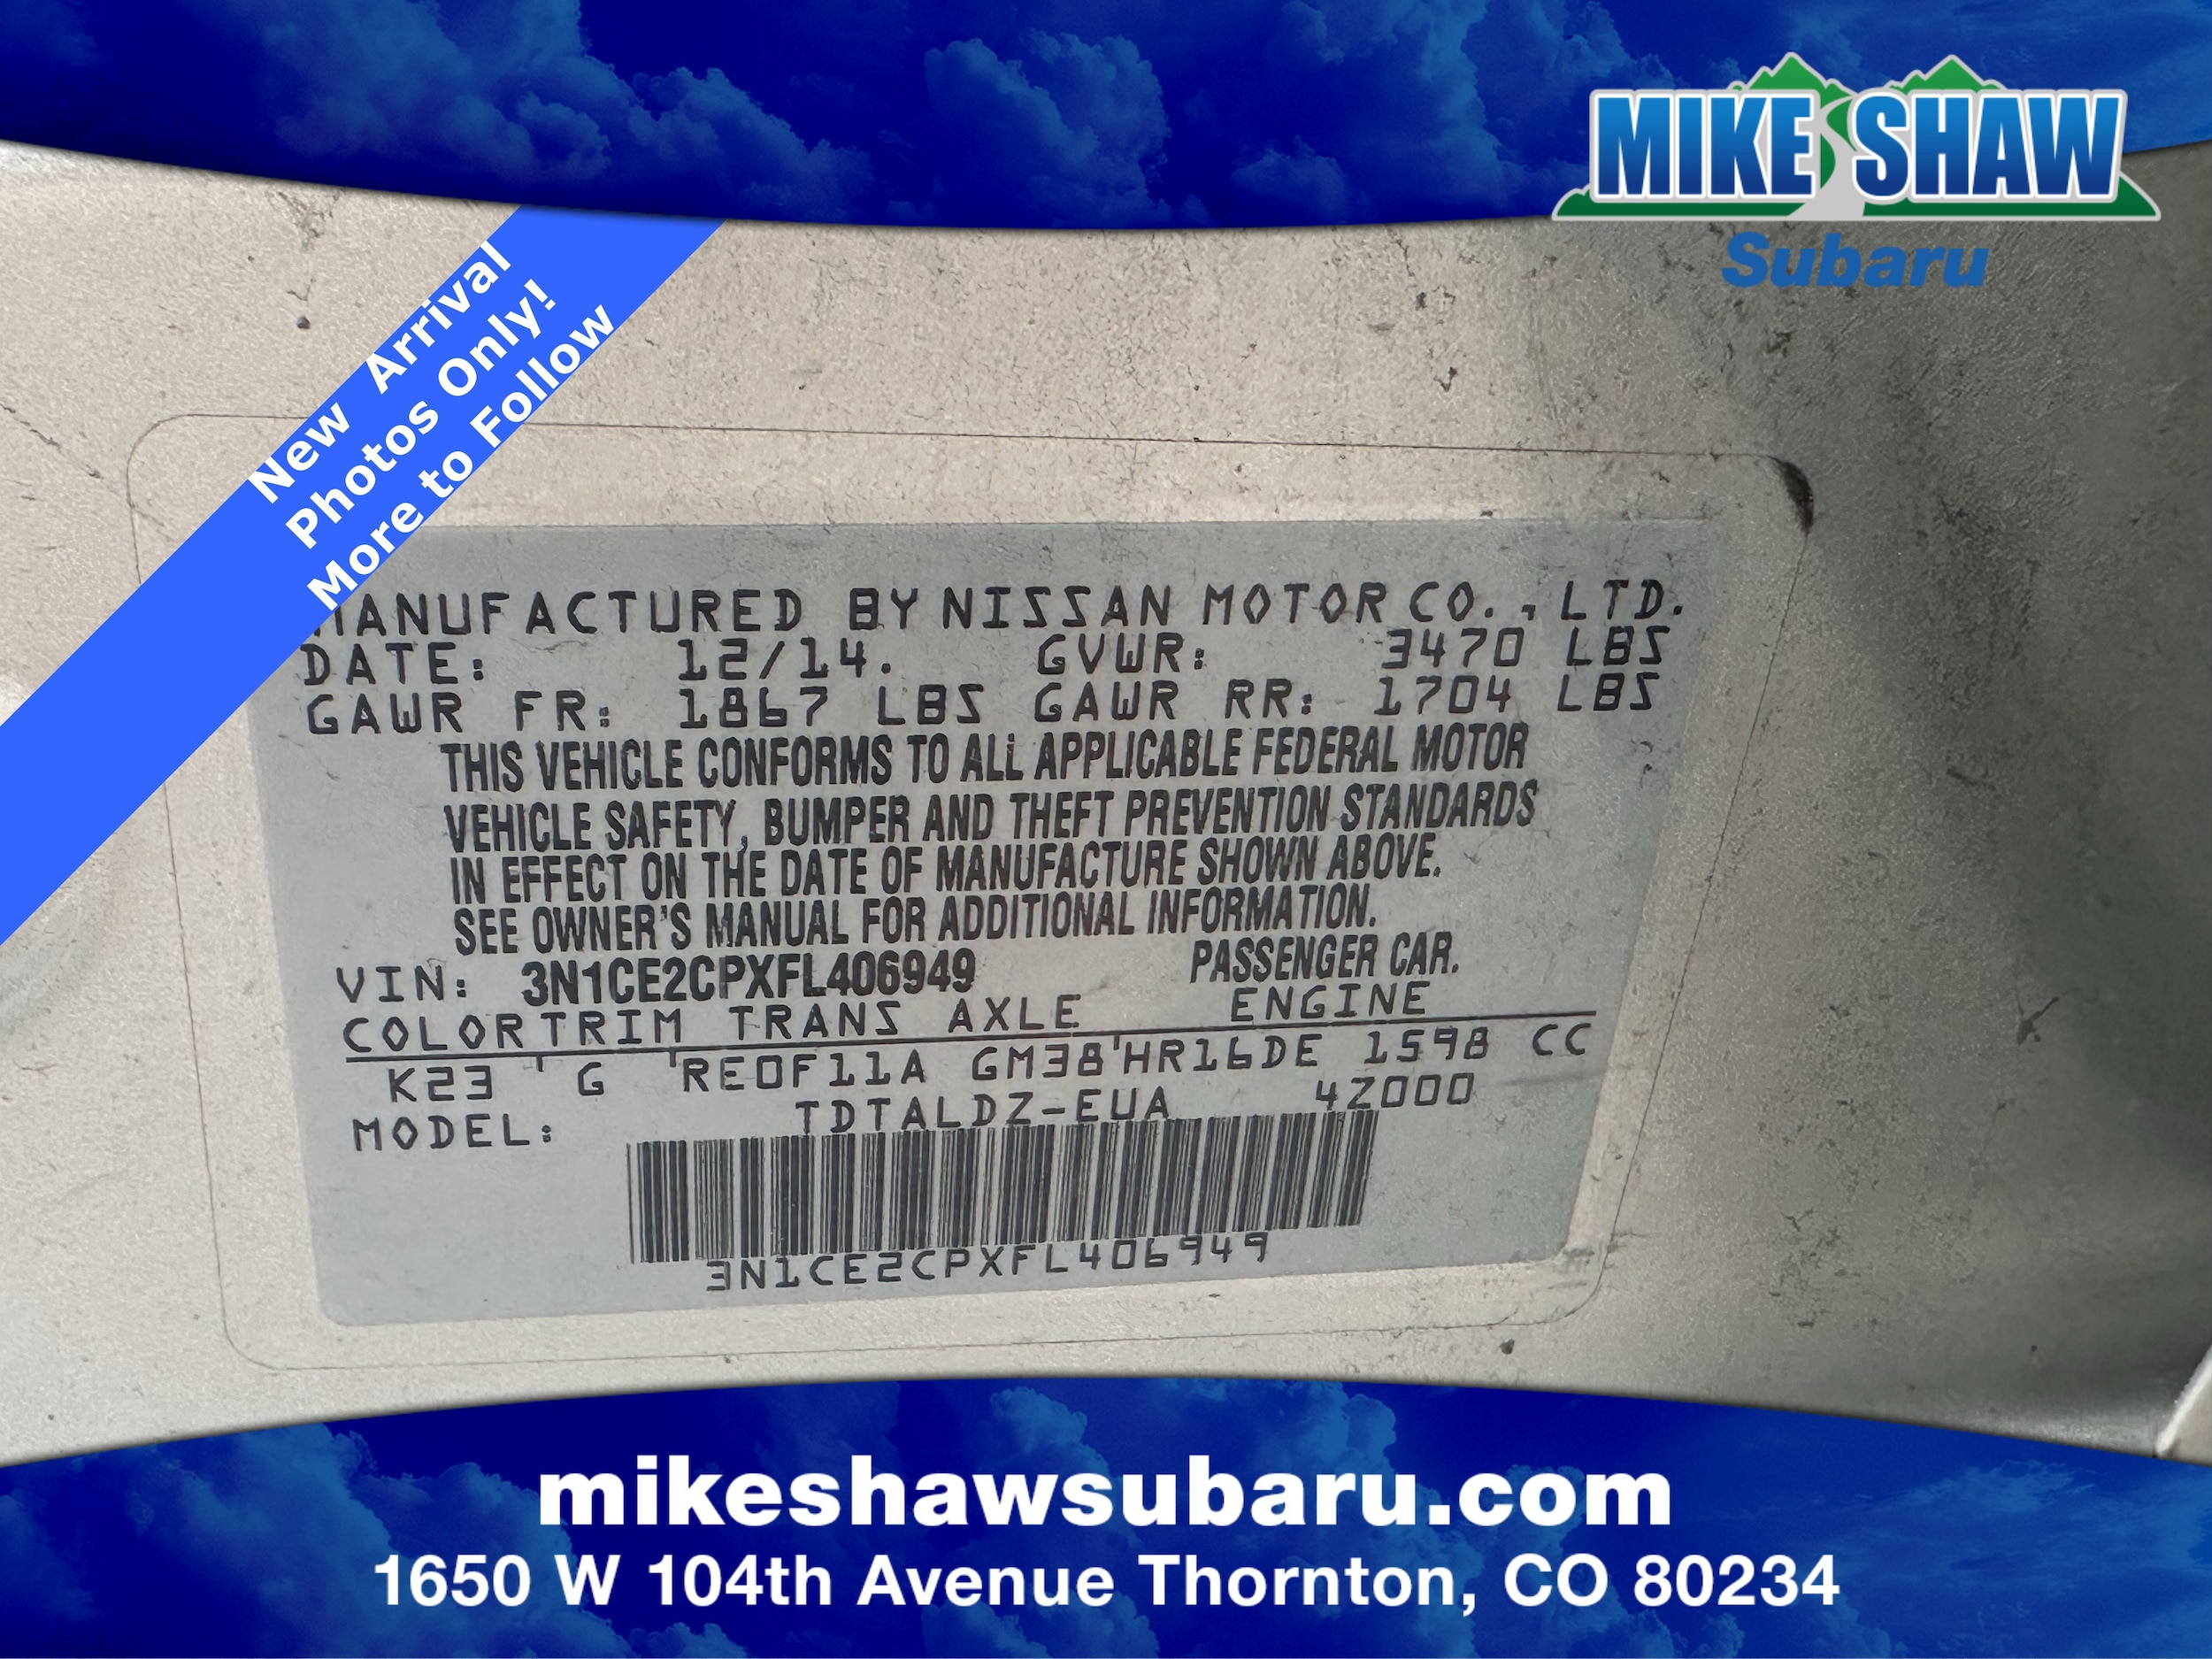 MIKE SHAW
Subaru
New Arrival
Photos Only!
More to Follow
MANUFACTURED BY NISSAN MOTOR CO., LTD.
DATE: 12/14. GVWR: 3470 LBS
GAWR FR: 1867 LBS GAWR RR: 1704 LBS
THIS VEHICLE CONFORMS TO ALL APPLICABLE FEDERAL MOTOR
VEHICLE SAFETY, BUMPER AND THEFT PREVENTION STANDARDS
IN EFFECT ON THE DATE OF MANUFACTURE SHOWN ABOVE.
SEE OWNER'S MANUAL FOR ADDITIONAL INFORMATION.
VIN: 3N1CE2CPXFL406949 PASSENGER CAR.
COLOR TRIM TRANS AXLE ENGINE
K23 ' G ' RE0F11A GM38 ' HR16DE 1598 CC
MODEL: TDTALDZ-EUA 4Z000
3N1CE2CPXFL406949
mikeshawsubaru.com
1650 W 104th Avenue Thornton, CO 80234